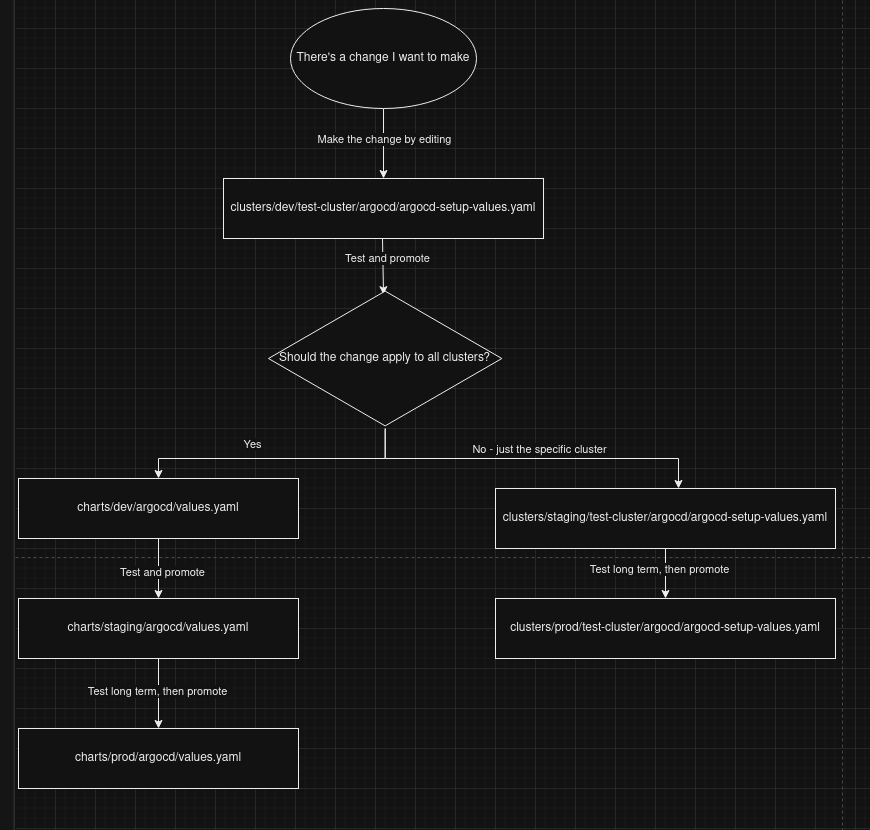 There's a change I want to make
Make the change by editing
clusters/dev/test-cluster/argocd/argocd-setup-values.yaml
Test and promote
Should the change apply to all clusters?
Yes
No - just the specific cluster
charts/dev/argocd/values.yaml
clusters/staging/test-cluster/argocd/argocd-setup-values.yaml
Test and promote
Test long term, then promote
charts/staging/argocd/values.yaml
clusters/prod/test-cluster/argocd/argocd-setup-values.yaml
Test long term, then promote
charts/prod/argocd/values.yaml